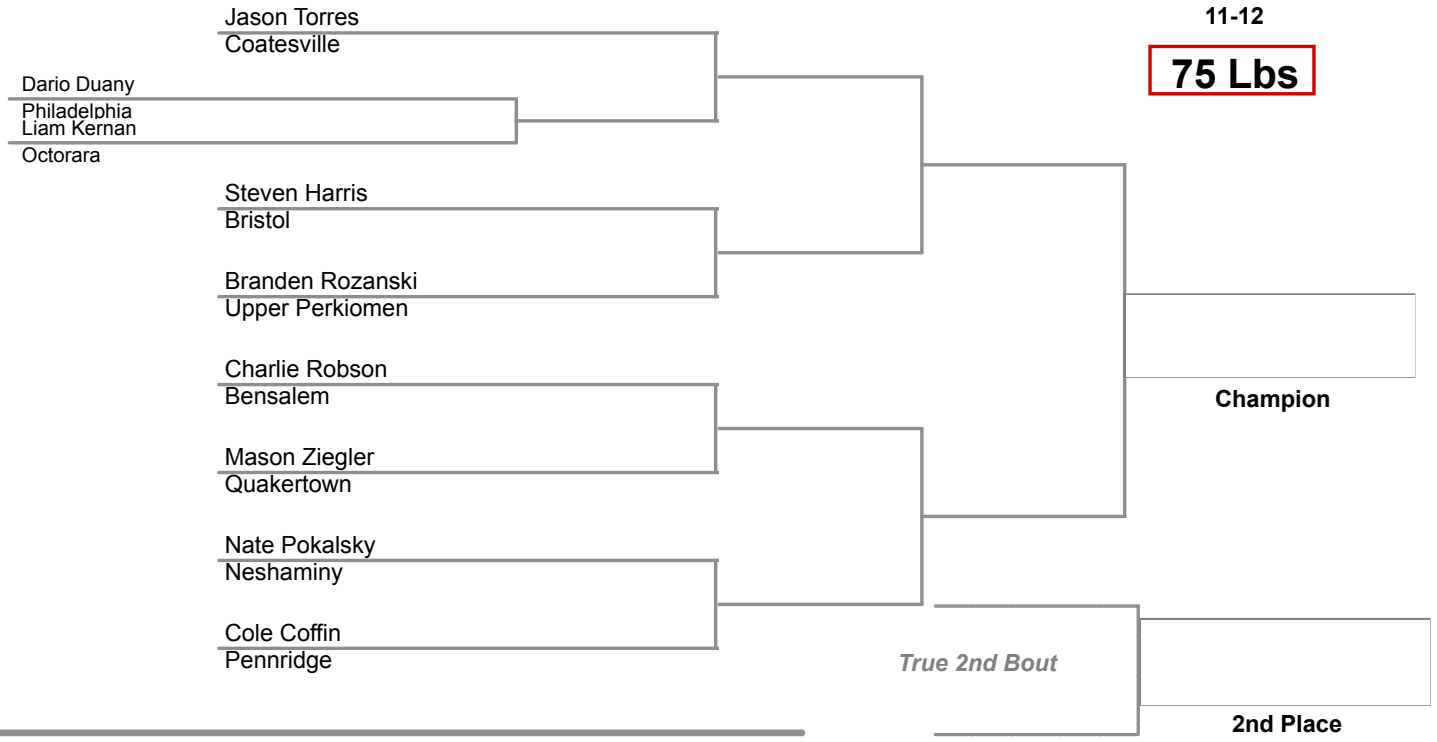 Jason Torres
Coatesville
11-12
75 Lbs
Dario Duany
Philadelphia
Liam Kernan
Octorara
Steven Harris
Bristol
Branden Rozanski
Upper Perkiomen
Charlie Robson
Bensalem
Champion
Mason Ziegler
Quakertown
Nate Pokalsky
Neshaminy
Cole Coffin
Pennridge
True 2nd Bout
2nd Place